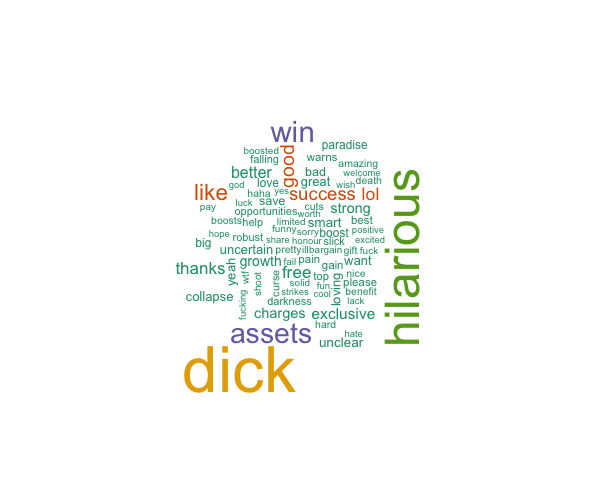 win
boosted
falling
good
warns
paradise
amazing
better
love
bad
great
welcome
wish
death
like
god
haha
yes
success
lol
hilarious
pay
luck
save
opportunities
worth
cuts
strong
boosts
help
limited
smart
best
hope
funny
sorry
boost
positive
big
robust
share
honour
slick
excited
uncertain
pretty
ill
bargain
gift
fuck
thanks
yeah
wtf
growth
fail
pain
gain
want
shoot
curse
free
top
nice
solid
fun
loving
please
collapse
fucking
strikes
cool
benefit
darkness
lack
charges
exclusive
assets
hard
hate
unclear
dick